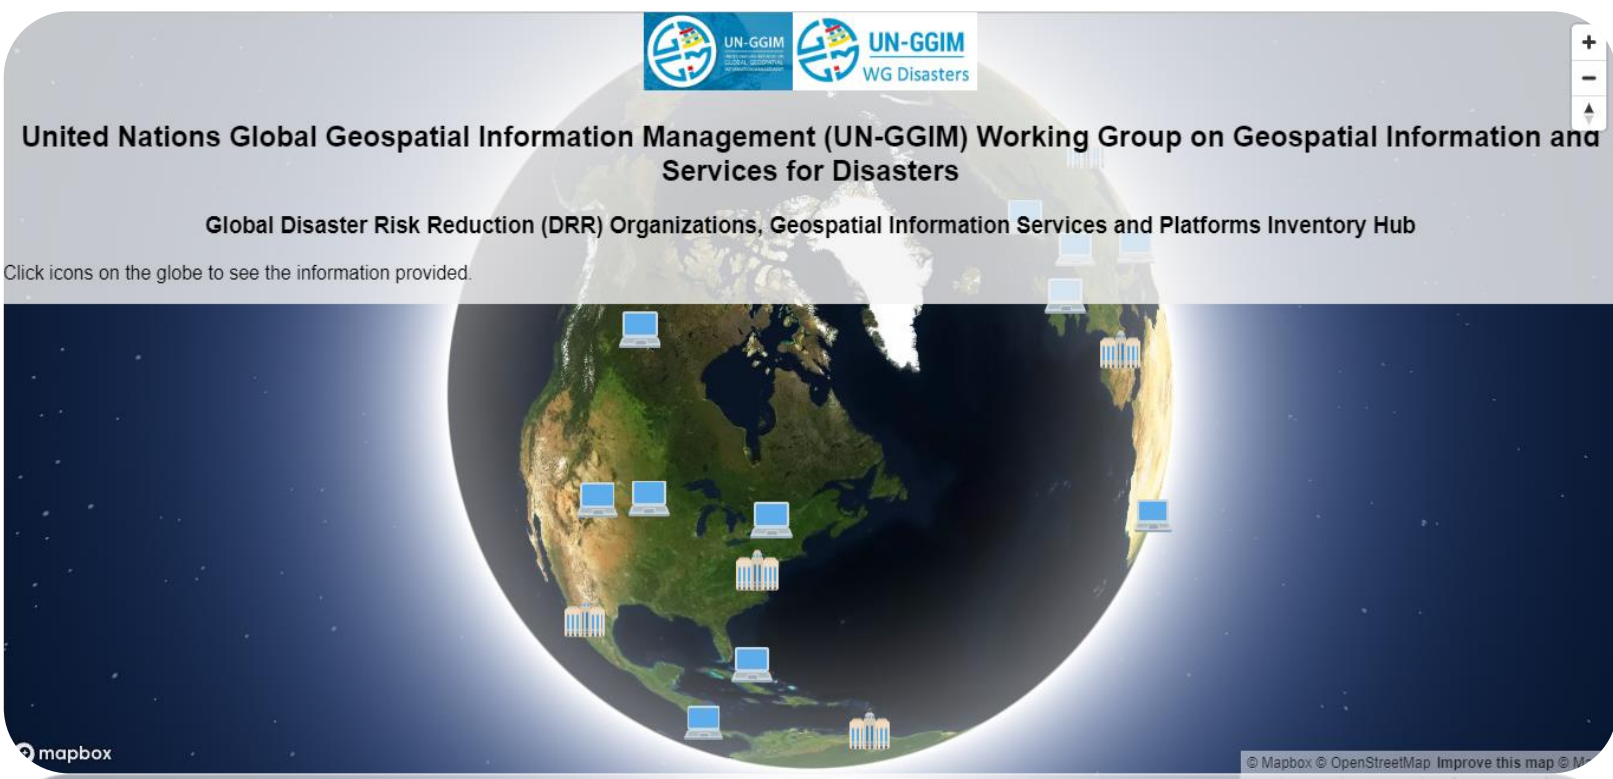 UN-GGIM
UN-GGIM
WG Disasters
United Nations Global Geospatial Information Management (UN-GGIM) Working Group on Geospatial Information and
Services for Disasters
Global Disaster Risk Reduction (DRR) Organizations, Geospatial Information Services and Platforms Inventory Hub
Click icons on the globe to see the information provided.
mapbox
© Mapbox © OpenStreetMap Improve this map ©